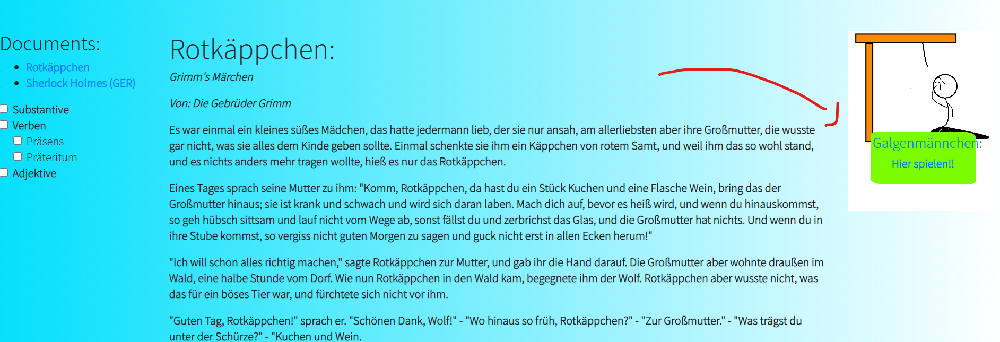 Documents:
Rotkäppchen
Sherlock Holmes (GER)
Substantive
Verben
Präsens
Präteritum
Adjektive
Rotkäppchen:
Grimm's Märchen
Von: Die Gebrüder Grimm
Es war einmal ein kleines süßes Mädchen, das hatte jedermann lieb, der sie nur ansah, am allerliebsten aber ihre Großmutter, die wusste
gar nicht, was sie alles dem Kinde geben sollte. Einmal schenkte sie ihm ein Käppchen von rotem Samt, und weil ihm das so wohl stand,
und es nichts anders mehr tragen wollte, hieß es nur das Rotkäppchen.
Eines Tages sprach seine Mutter zu ihm: "Komm, Rotkäppchen, da hast du ein Stück Kuchen und eine Flasche Wein, bring das der
Großmutter hinaus; sie ist krank und schwach und wird sich daran laben. Mach dich auf, bevor es heiß wird, und wenn du hinauskommst,
so geh hübsch sittsam und lauf nicht vom Wege ab, sonst fällst du und zerbrichst das Glas, und die Großmutter hat nichts. Und wenn du in
ihre Stube kommst, so vergiss nicht guten Morgen zu sagen und guck nicht erst in allen Ecken herum!"
"Ich will schon alles richtig machen," sagte Rotkäppchen zur Mutter, und gab ihr die Hand darauf. Die Großmutter aber wohnte draußen im
Wald, eine halbe Stunde vom Dorf. Wie nun Rotkäppchen in den Wald kam, begegnete ihm der Wolf. Rotkäppchen aber wusste nicht, was
das für ein böses Tier war, und fürchtete sich nicht vor ihm.
"Guten Tag, Rotkäppchen!" sprach er. "Schönen Dank, Wolf!" - "Wo hinaus so früh, Rotkäppchen?" - "Zur Großmutter." - "Was trägst du
unter der Schürze?" - "Kuchen und Wein.
Galgenmännchen:
Hier spielen!!